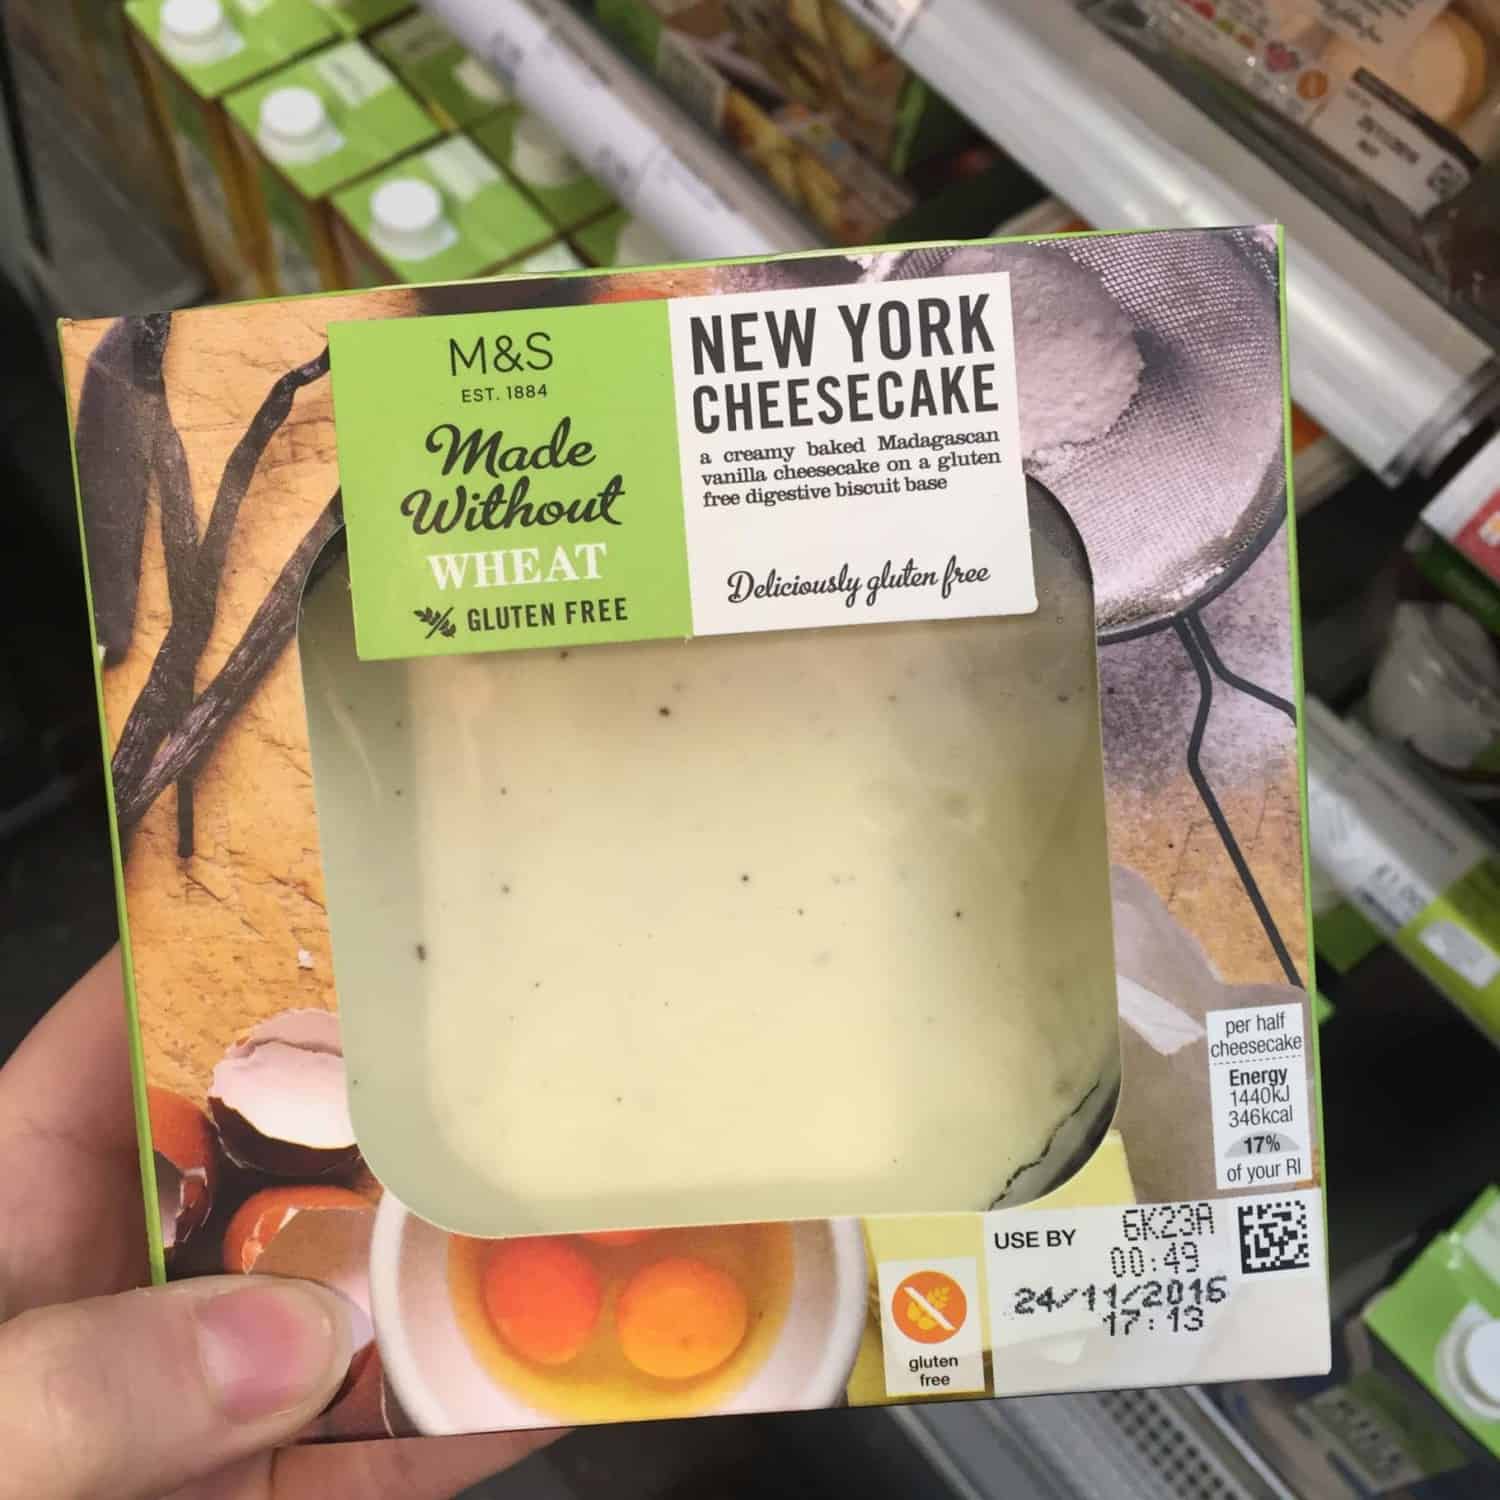 M&S
EST. 1884
Made
Without
WHEAT
GLUTEN FREE
NEW YORK
CHEESECAKE
a creamy baked Madagascan
vanilla cheesecake on a gluten
free digestive biscuit base
Deliciously gluten free
per half
cheesecake
Energy
1440kJ
346kcal
17%
of your RI
USE BY
6K23A
00:49
24/11/2016
17:13
gluten
free